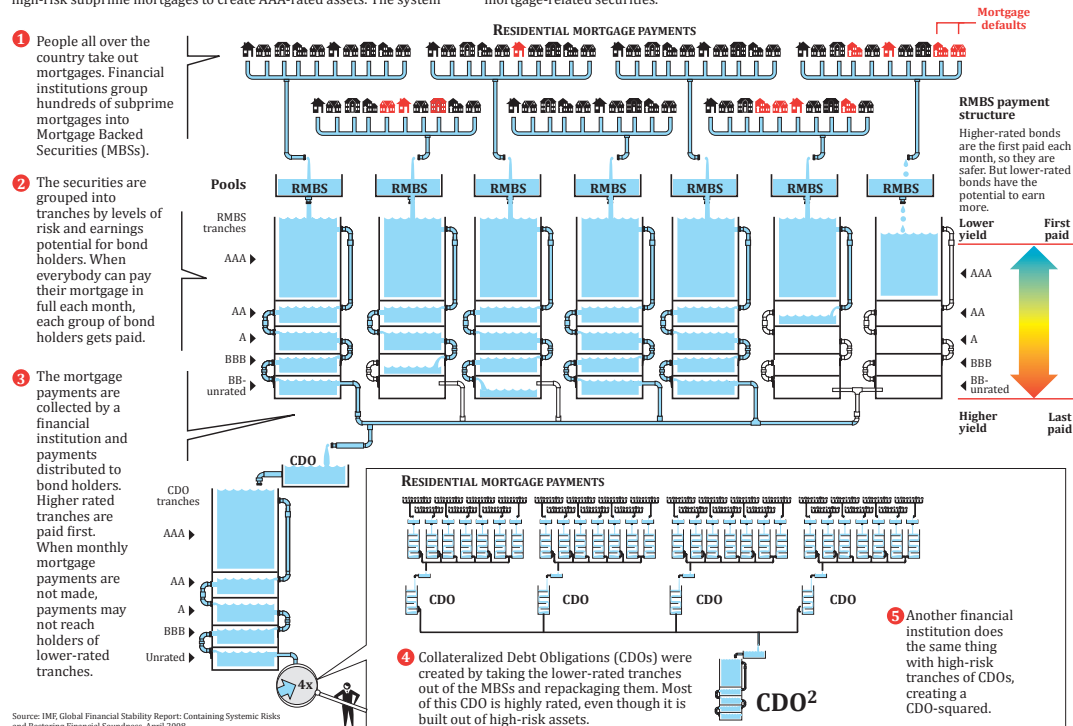 high-risk subprime mortgages to create AAA-rated assets. The system
mortgage-related securities.
1 People all over the
country take out
mortgages. Financial
institutions group
hundreds of subprime
mortgages into
Mortgage Backed
Securities (MBSs).
2 The securities are
grouped into
tranches by levels of
risk and earnings
potential for bond
holders. When
everybody can pay
their mortgage in
full each month,
each group of bond
holders gets paid.
3 The mortgage
payments are
collected by a
financial
institution and
payments
distributed to
bond holders.
Higher rated
tranches are
paid first.
When monthly
mortgage
payments are
not made,
payments may
not reach
holders of
lower-rated
tranches.
RESIDENTIAL MORTGAGE PAYMENTS
Mortgage
defaults
Pools
RMBS RMBS RMBS RMBS RMBS RMBS RMBS
RMBS
tranches
AAA
AA
A
BBB
BB-
unrated
RMBS payment
structure
Higher-rated bonds
are the first paid each
month, so they are
safer. But lower-rated
bonds have the
potential to earn
more.
Lower
yield
First
paid
AAA
AA
A
BBB
BB-
unrated
Higher
yield
Last
paid
CDO
CDO
tranches
AAA
AA
A
BBB
Unrated
4x
RESIDENTIAL MORTGAGE PAYMENTS
CDO CDO CDO CDO
4 Collateralized Debt Obligations (CDOs) were
created by taking the lower-rated tranches
out of the MBSs and repackaging them. Most
of this CDO is highly rated, even though it is
built out of high-risk assets.
CDO²
5 Another financial
institution does
the same thing
with high-risk
tranches of CDOs,
creating a
CDO-squared.
Source: IMF, Global Financial Stability Report: Containing Systemic Risks
and Restoring Financial Soundness, April 2008